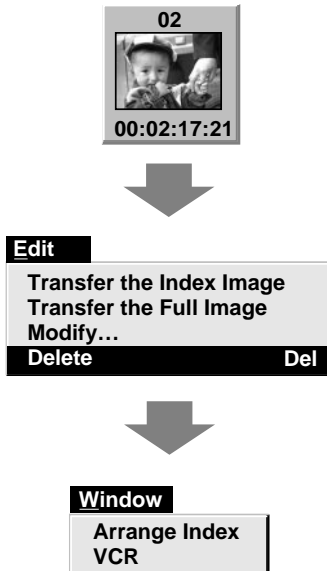 02
00:02:17:21
Edit
Transfer the Index Image
Transfer the Full Image
Modify…
Delete Del
Window
Arrange Index
VCR